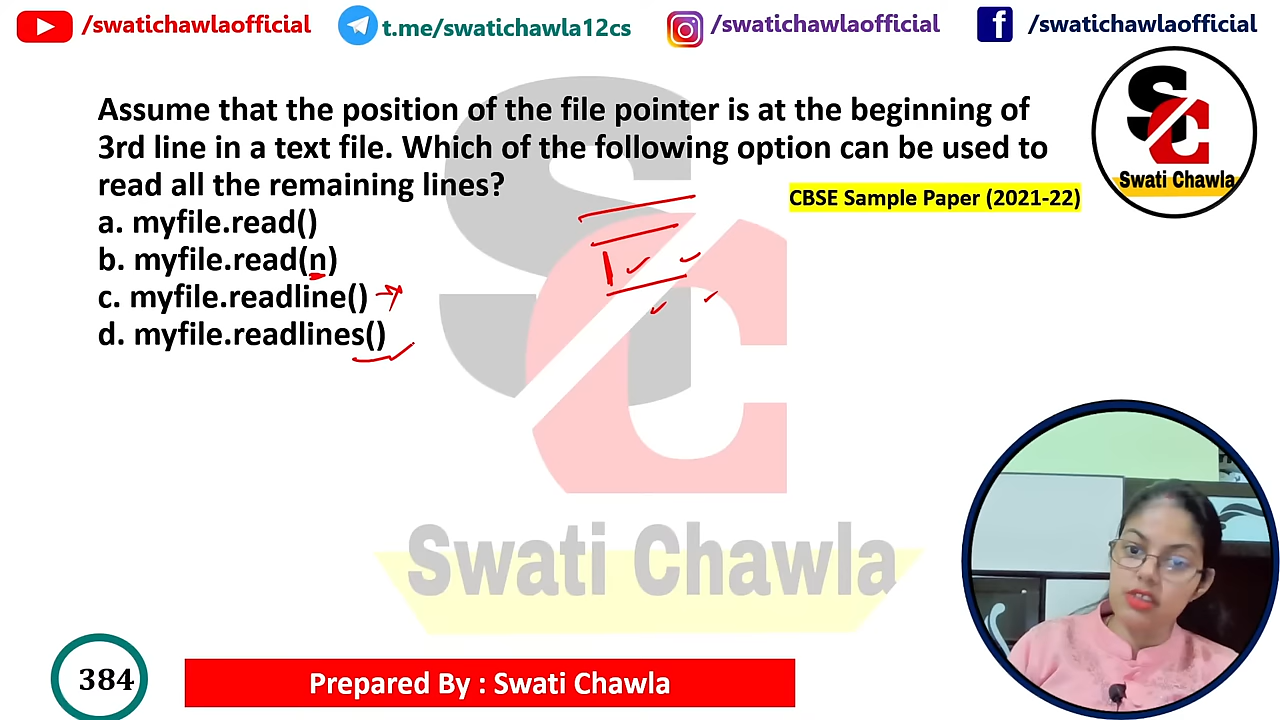 /swatichawlaofficial
t.me/swatichawla12cs
/swatichawlaofficial
/swatichawlaofficial
Assume that the position of the file pointer is at the beginning of
3rd line in a text file. Which of the following option can be used to
read all the remaining lines?
CBSE Sample Paper (2021-22)
a. myfile.read()
b. myfile.read(n)
c. myfile.readline()
d. myfile.readlines()
SC
Swati Chawla
Swati Chawla
384
Prepared By : Swati Chawla